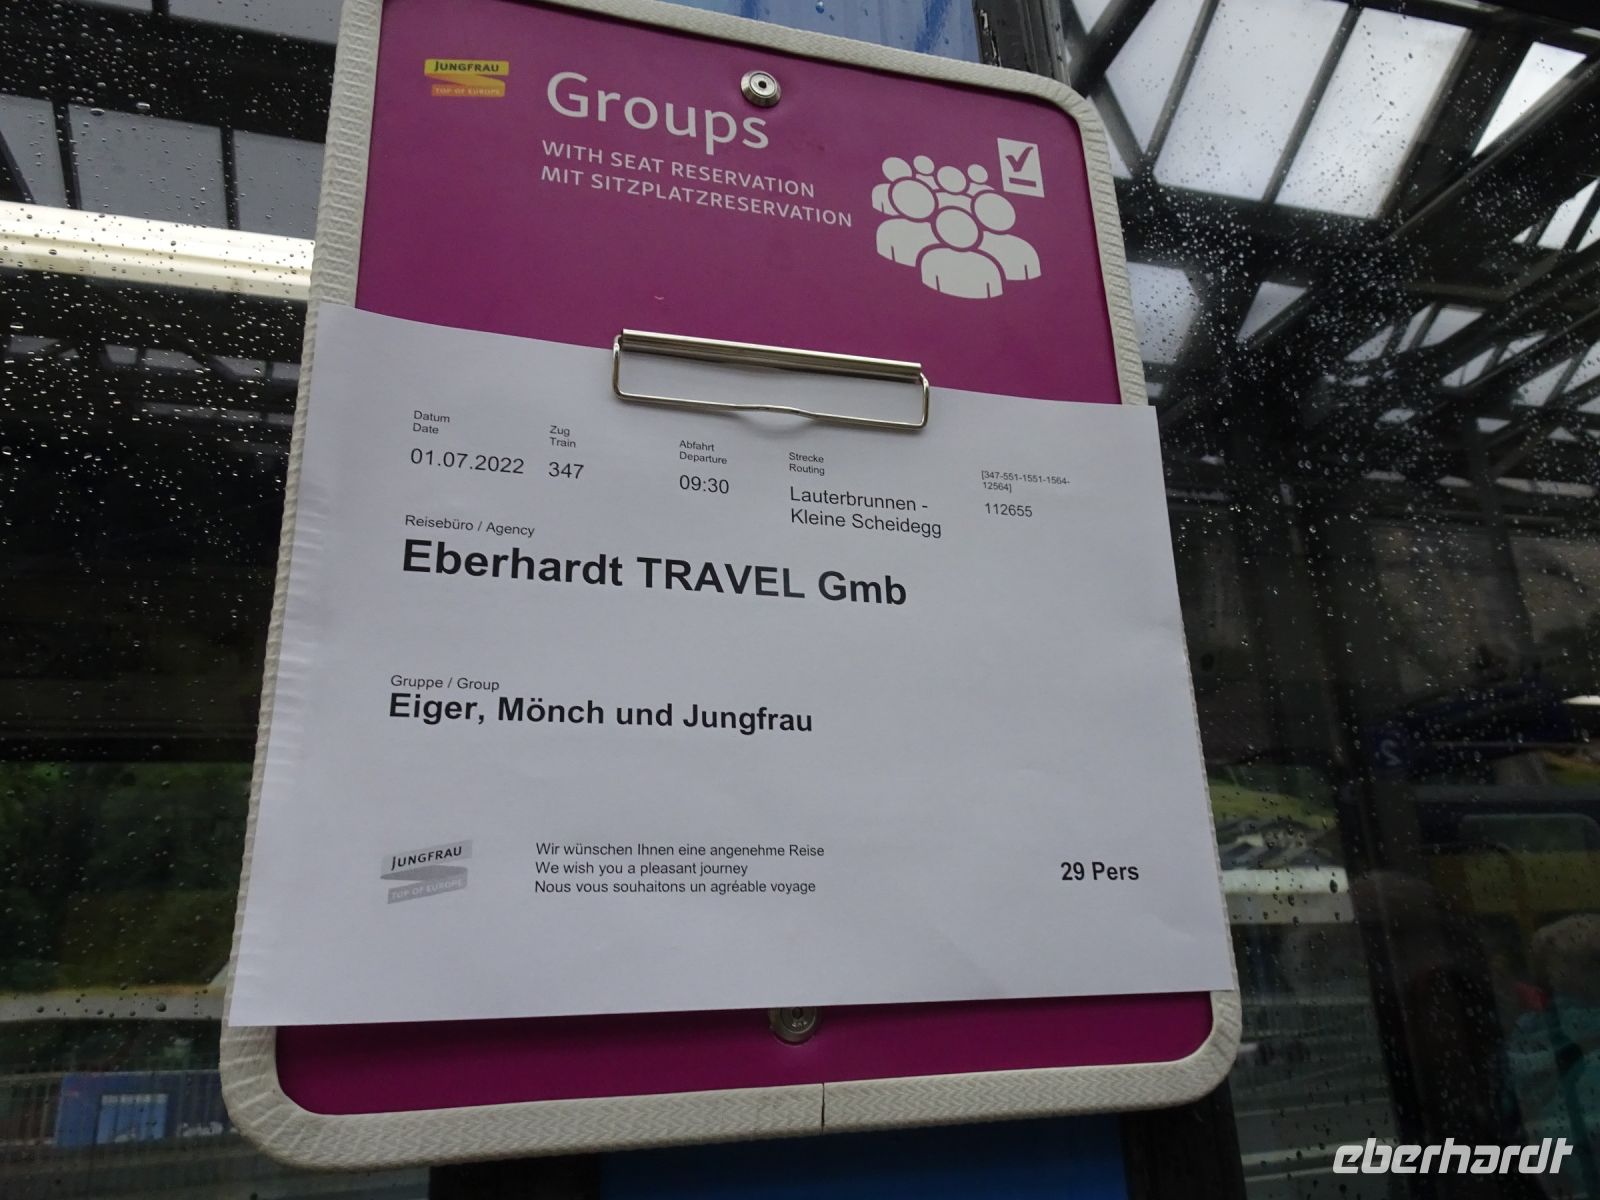 JUNGFRAU
TOP OF EUROPE
Groups
WITH SEAT RESERVATION
MIT SITZPLATZRESERVATION
Datum
Date
01.07.2022
Zug
Train
347
Abfahrt
Departure
09:30
Strecke
Routing
Lauterbrunnen -
Kleine Scheidegg
[347-551-1551-1564-
12564]
112655
Reisebüro / Agency
Eberhardt TRAVEL Gmb
Gruppe / Group
Eiger, Mönch und Jungfrau
JUNGFRAU
TOP OF EUROPE
Wir wünschen Ihnen eine angenehme Reise
We wish you a pleasant journey
Nous vous souhaitons un agréable voyage
29 Pers
2
eberhardt